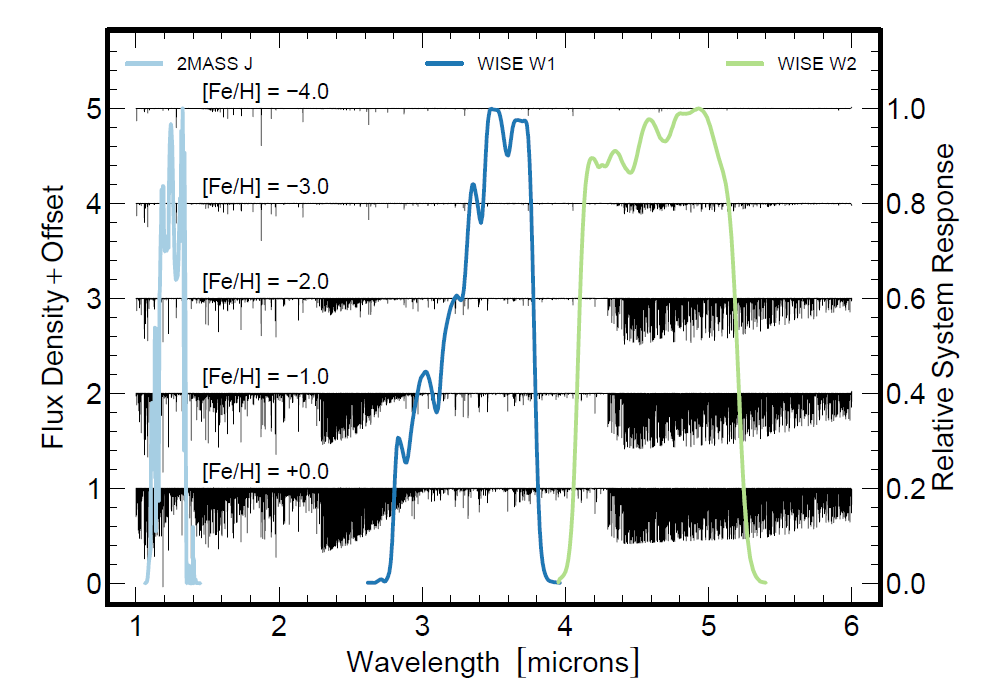 2MASS J WISE W1 WISE W2
[Fe/H] = −4.0
5 1.0
[Fe/H] = −3.0
4 0.8
[Fe/H] = −2.0
3 0.6
[Fe/H] = −1.0
2 0.4
[Fe/H] = +0.0
1 0.2
0 0.0
1 2 3 4 5 6
Wavelength [microns]
Flux Density + Offset
Relative System Response